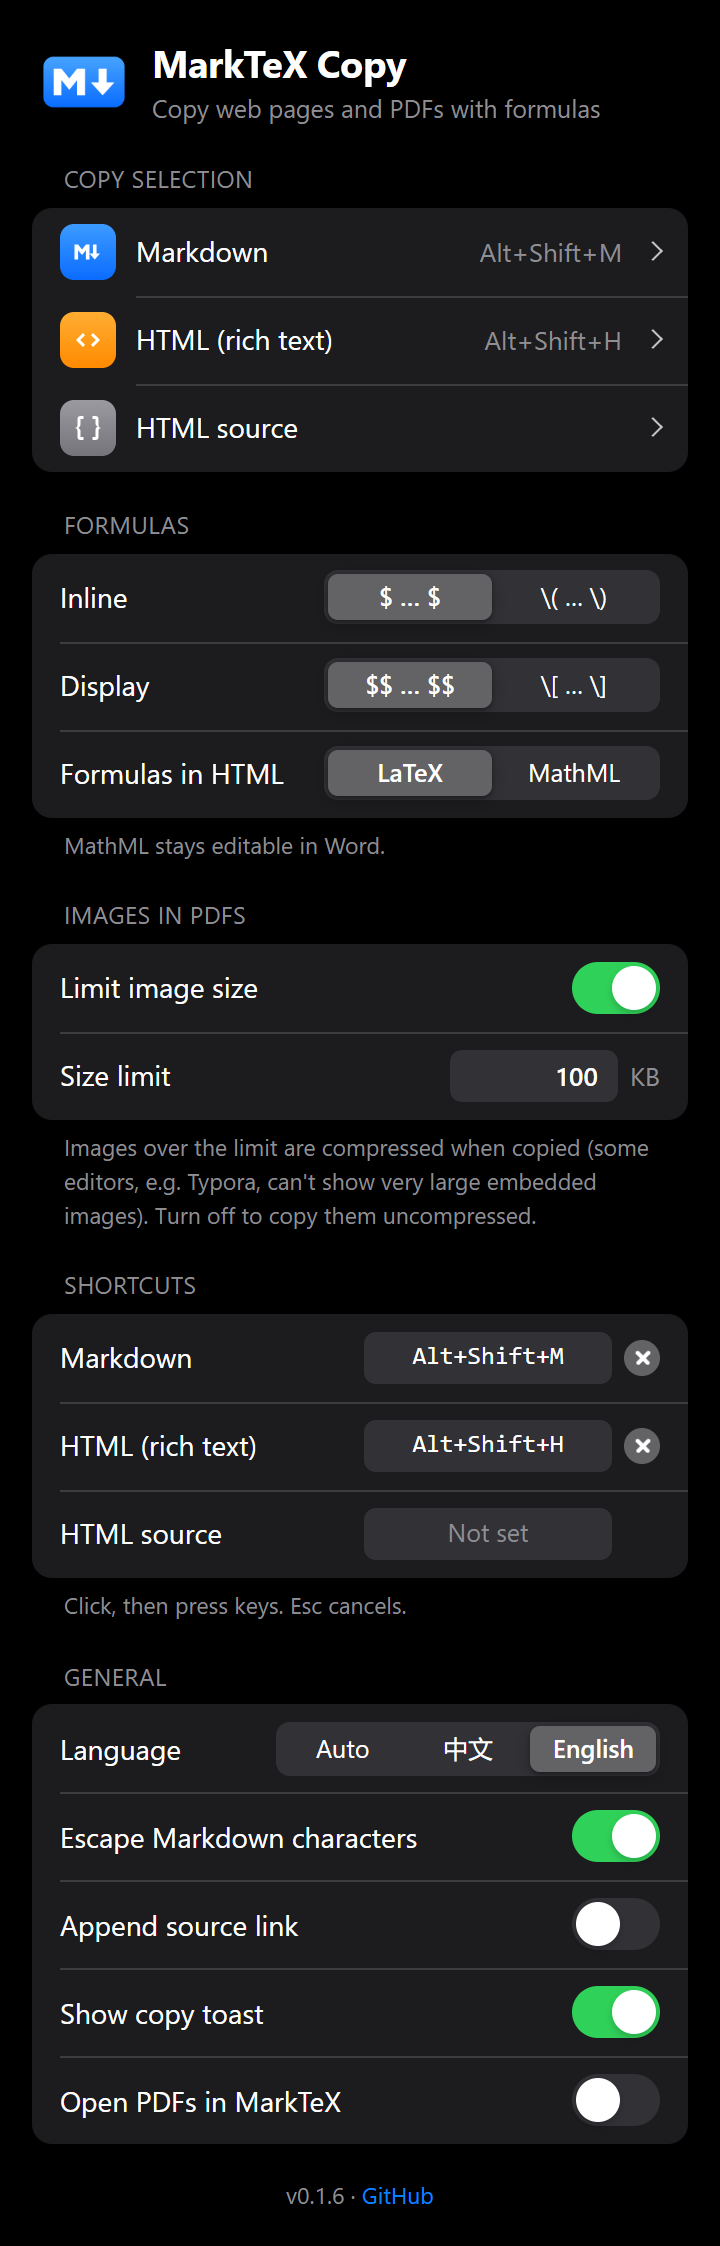 M↓
MarkTeX Copy
Copy web pages and PDFs with formulas
COPY SELECTION
M↓ Markdown Alt+Shift+M
<> HTML (rich text) Alt+Shift+H
{ } HTML source
FORMULAS
Inline $ ... $ \( ... \)
Display $$ ... $$ \[ ... \]
Formulas in HTML LaTeX MathML
MathML stays editable in Word.
IMAGES IN PDFS
Limit image size
Size limit 100 KB
Images over the limit are compressed when copied (some
editors, e.g. Typora, can't show very large embedded
images). Turn off to copy them uncompressed.
SHORTCUTS
Markdown Alt+Shift+M
HTML (rich text) Alt+Shift+H
HTML source Not set
Click, then press keys. Esc cancels.
GENERAL
Language Auto 中文 English
Escape Markdown characters
Append source link
Show copy toast
Open PDFs in MarkTeX
v0.1.6 · GitHub